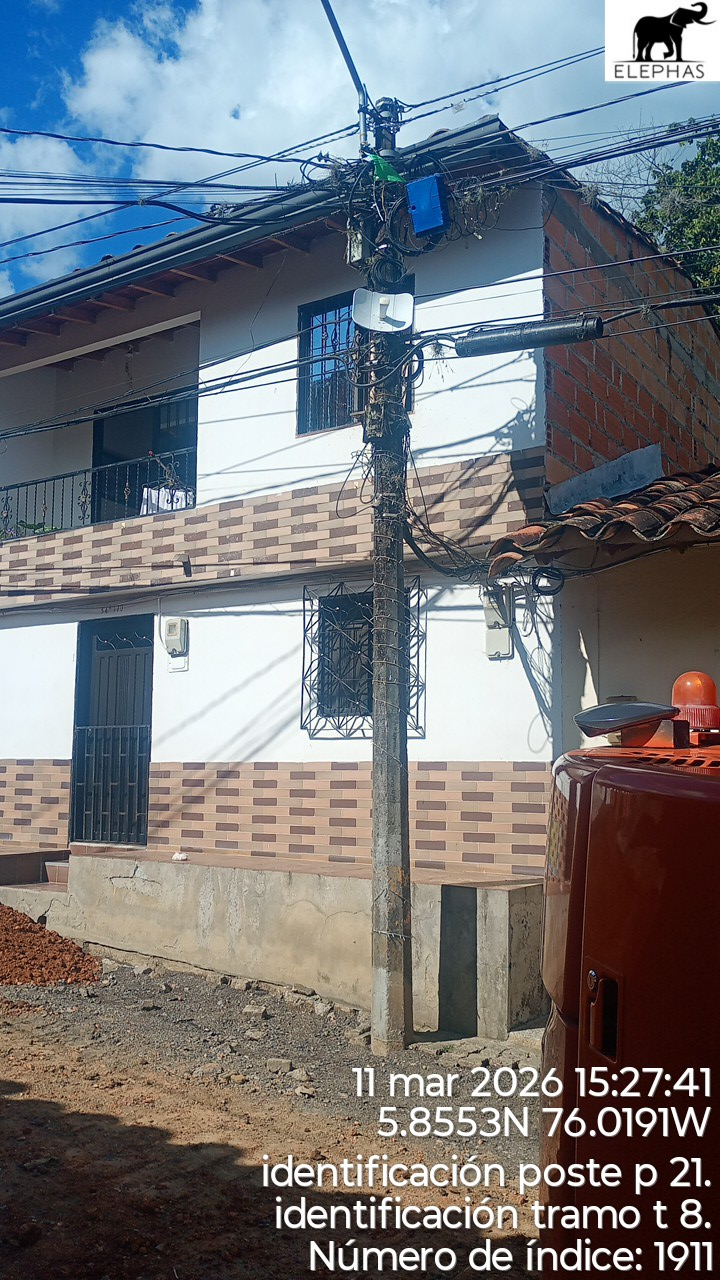 ELEPHAS
11 mar 2026 15:27:41
5.8553N 76.0191W
identificación poste p 21.
identificación tramo t 8.
Número de índice: 1911